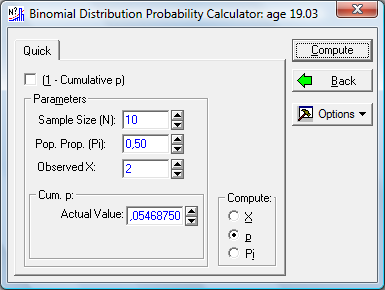 Binomial Distribution Probability Calculator: age 19.03
Quick
Compute
(1 - Cumulative p)
Back
Parameters
Options
Sample Size (N): 10
Pop. Prop. (Pi): 0,50
Observed X: 2
Cum. p:
Compute:
Actual Value: ,05468750
X
p
Pi